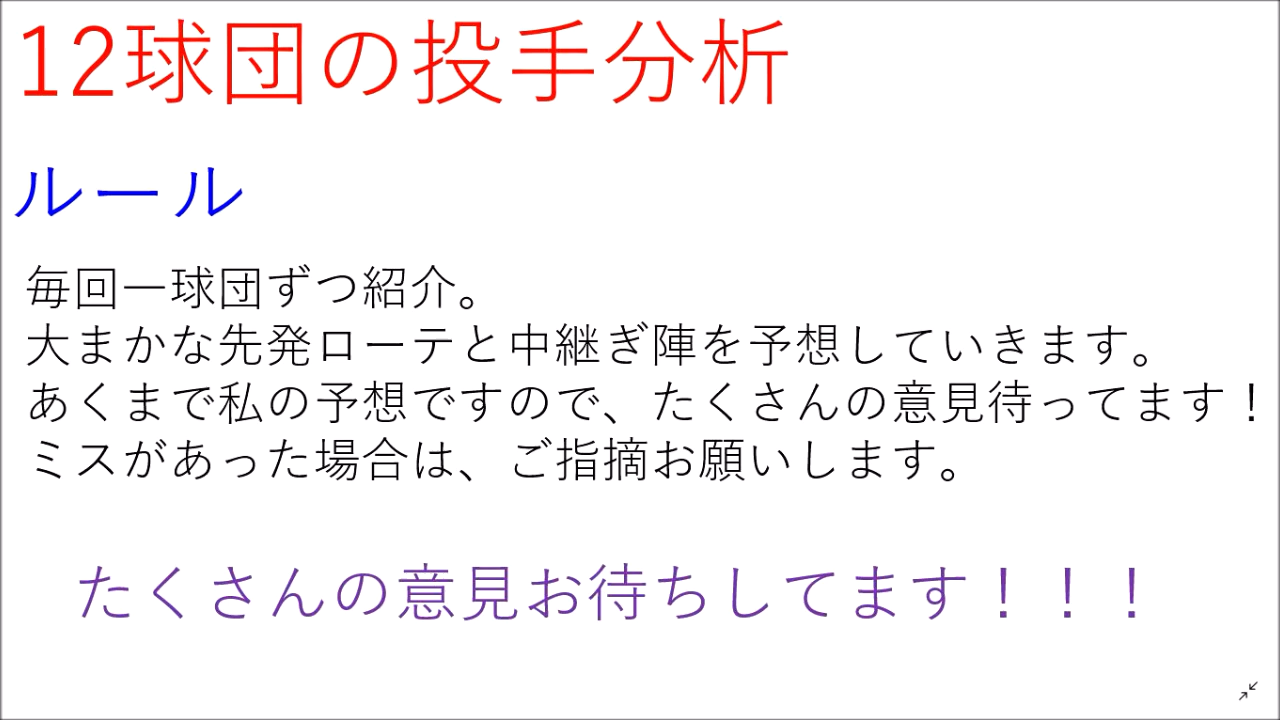 12球団の投手分析
ルール
毎回一球団ずつ紹介。
大まかな先発ローテと中継ぎ陣を予想していきます。
あくまで私の予想ですので、たくさんの意見待ってます！
ミスがあった場合は、ご指摘お願いします。
たくさんの意見お待ちしてます！！！